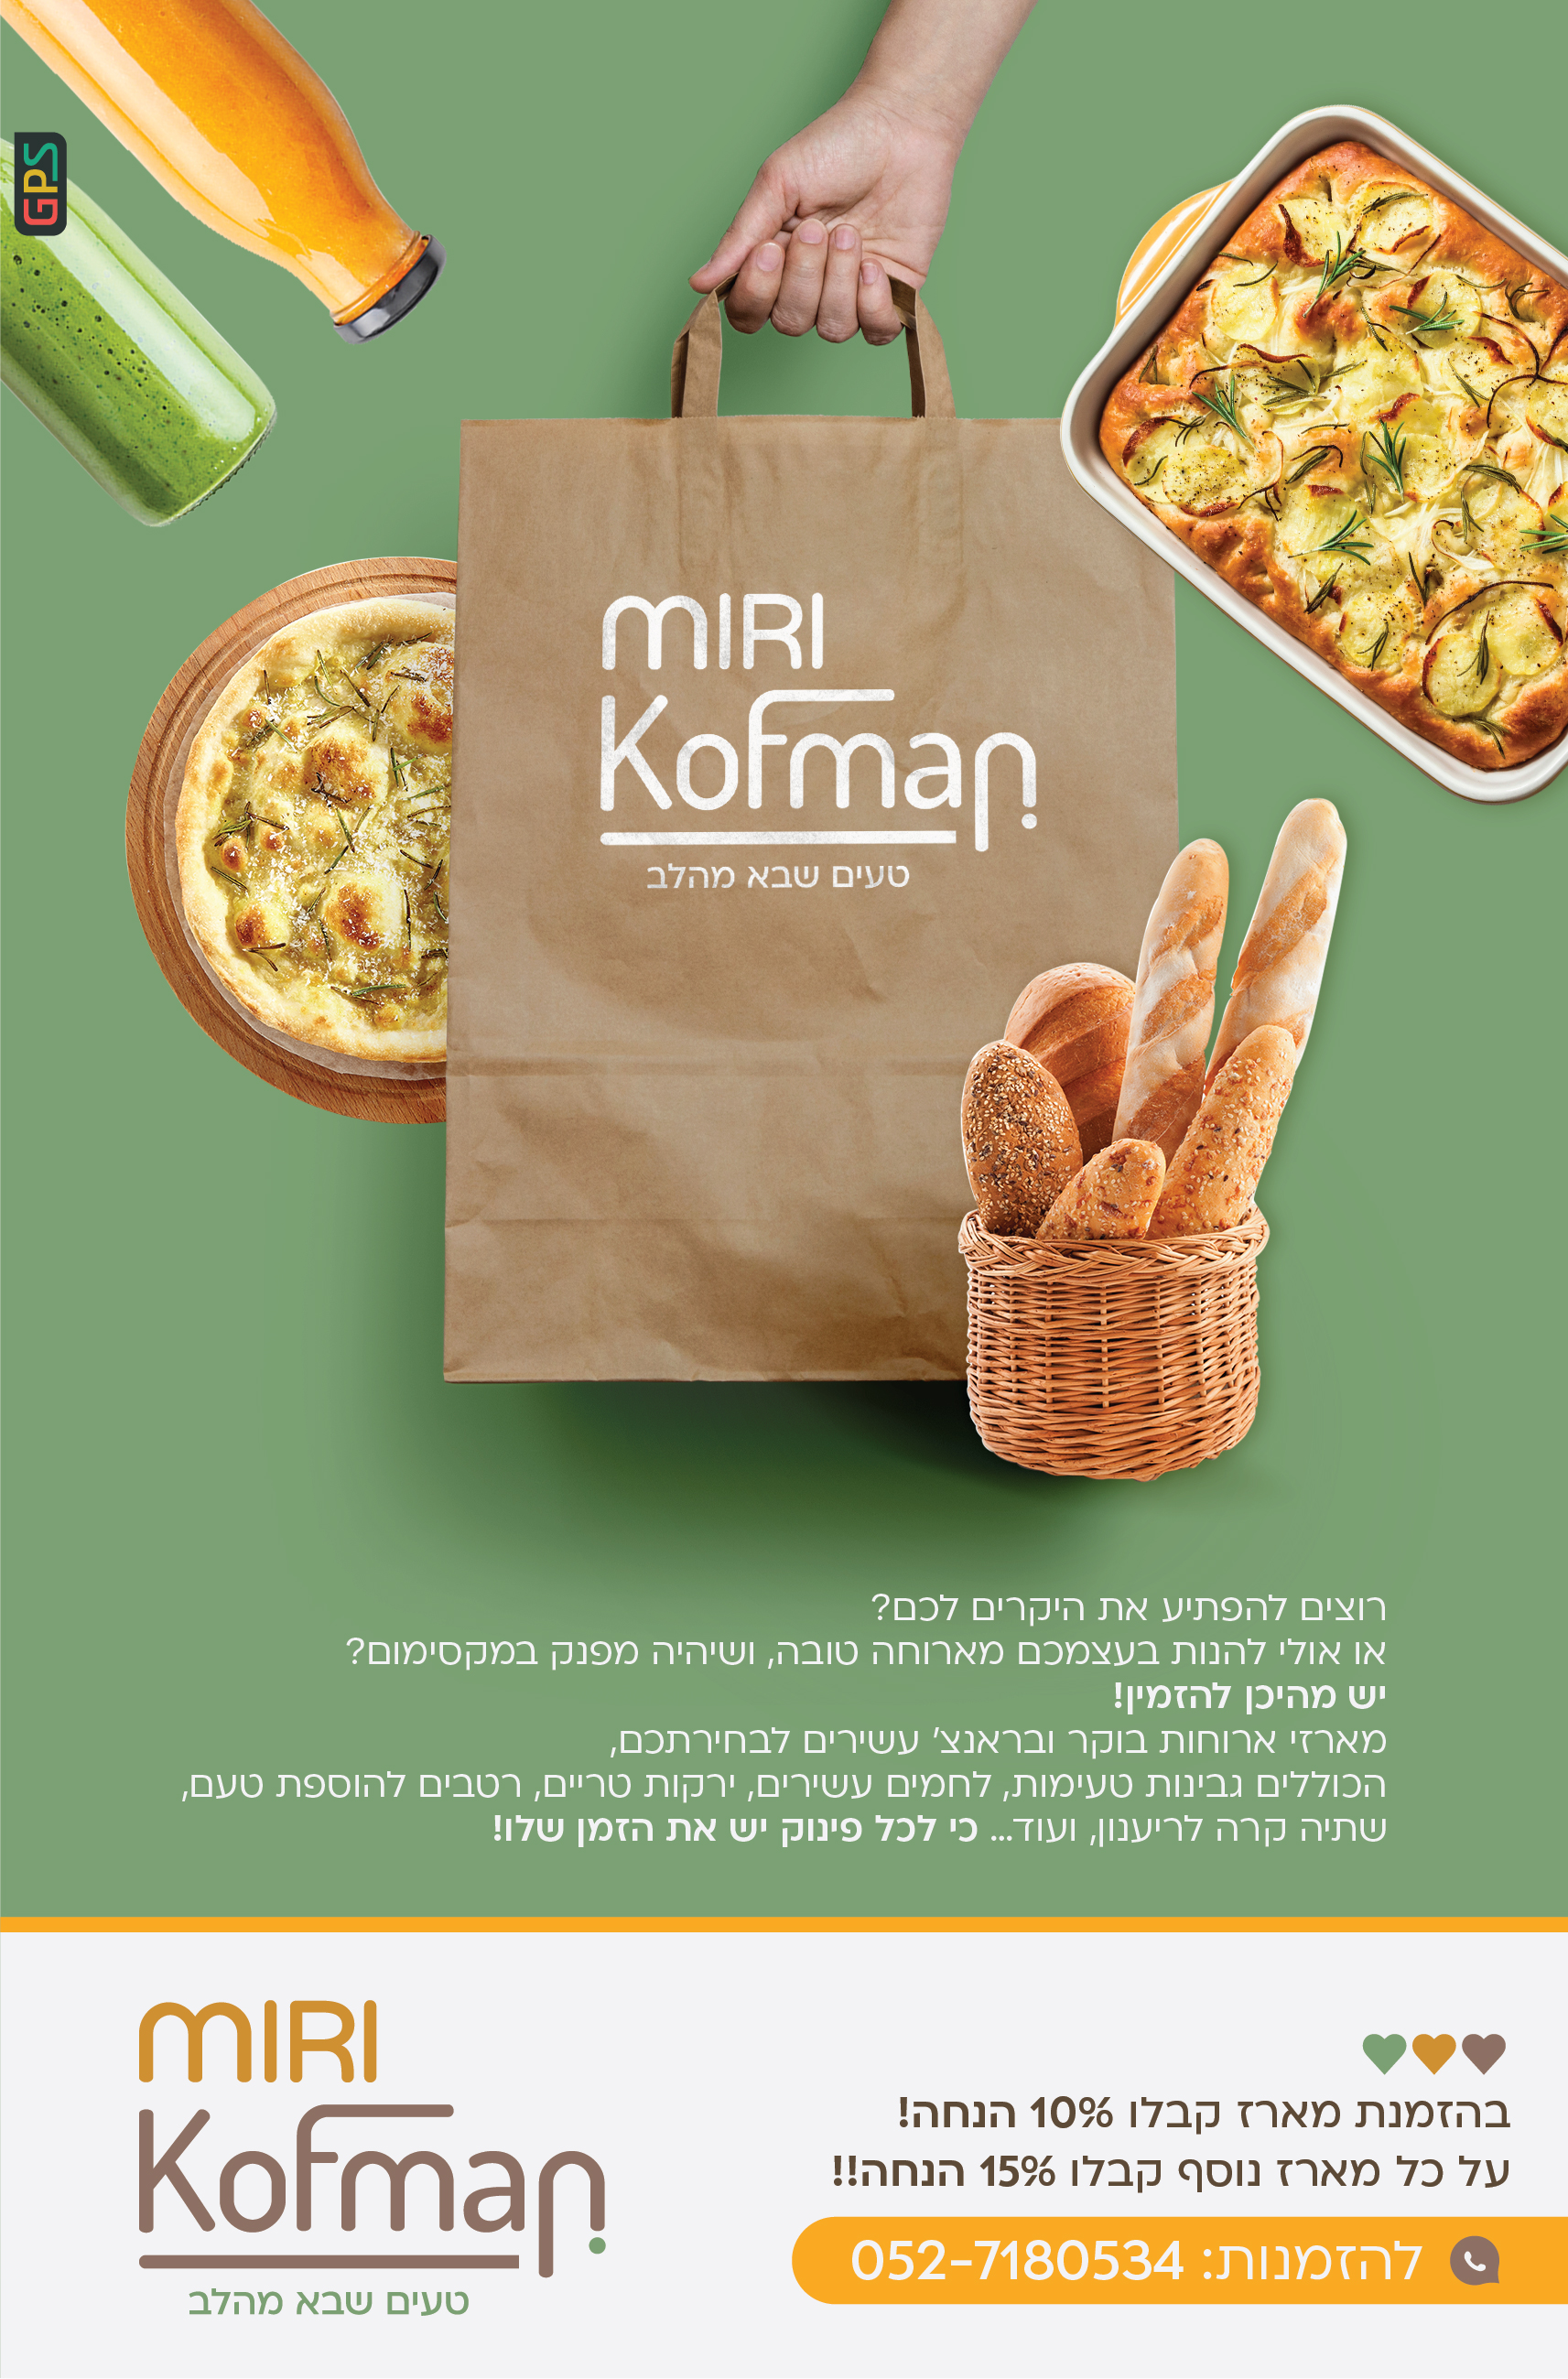 GPS
MIRI
Kofman
טעים שבא מהלב
רוצים להפתיע את היקרים לכם?
או אולי להנות בעצמכם מארוחה טובה, ושיהיה מפנק במקסימום?
יש מהיכן להזמין!
מארזי ארוחות בוקר ובראנצ' עשירים לבחירתכם,
הכוללים גבינות טעימות, לחמים עשירים, ירקות טריים, רטבים להוספת טעם,
שתיה קרה לריענון, ועוד... כי לכל פינוק יש את הזמן שלו!
בהזמנת מארז קבלו 10% הנחה!
על כל מארז נוסף קבלו 15% הנחה!!
להזמנות: 052-7180534
MIRI
Kofman
טעים שבא מהלב